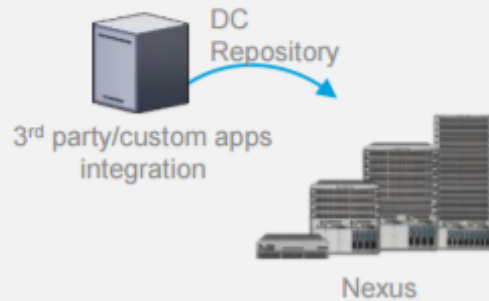 DC
Repository
3rd party/custom apps
integration
Nexus